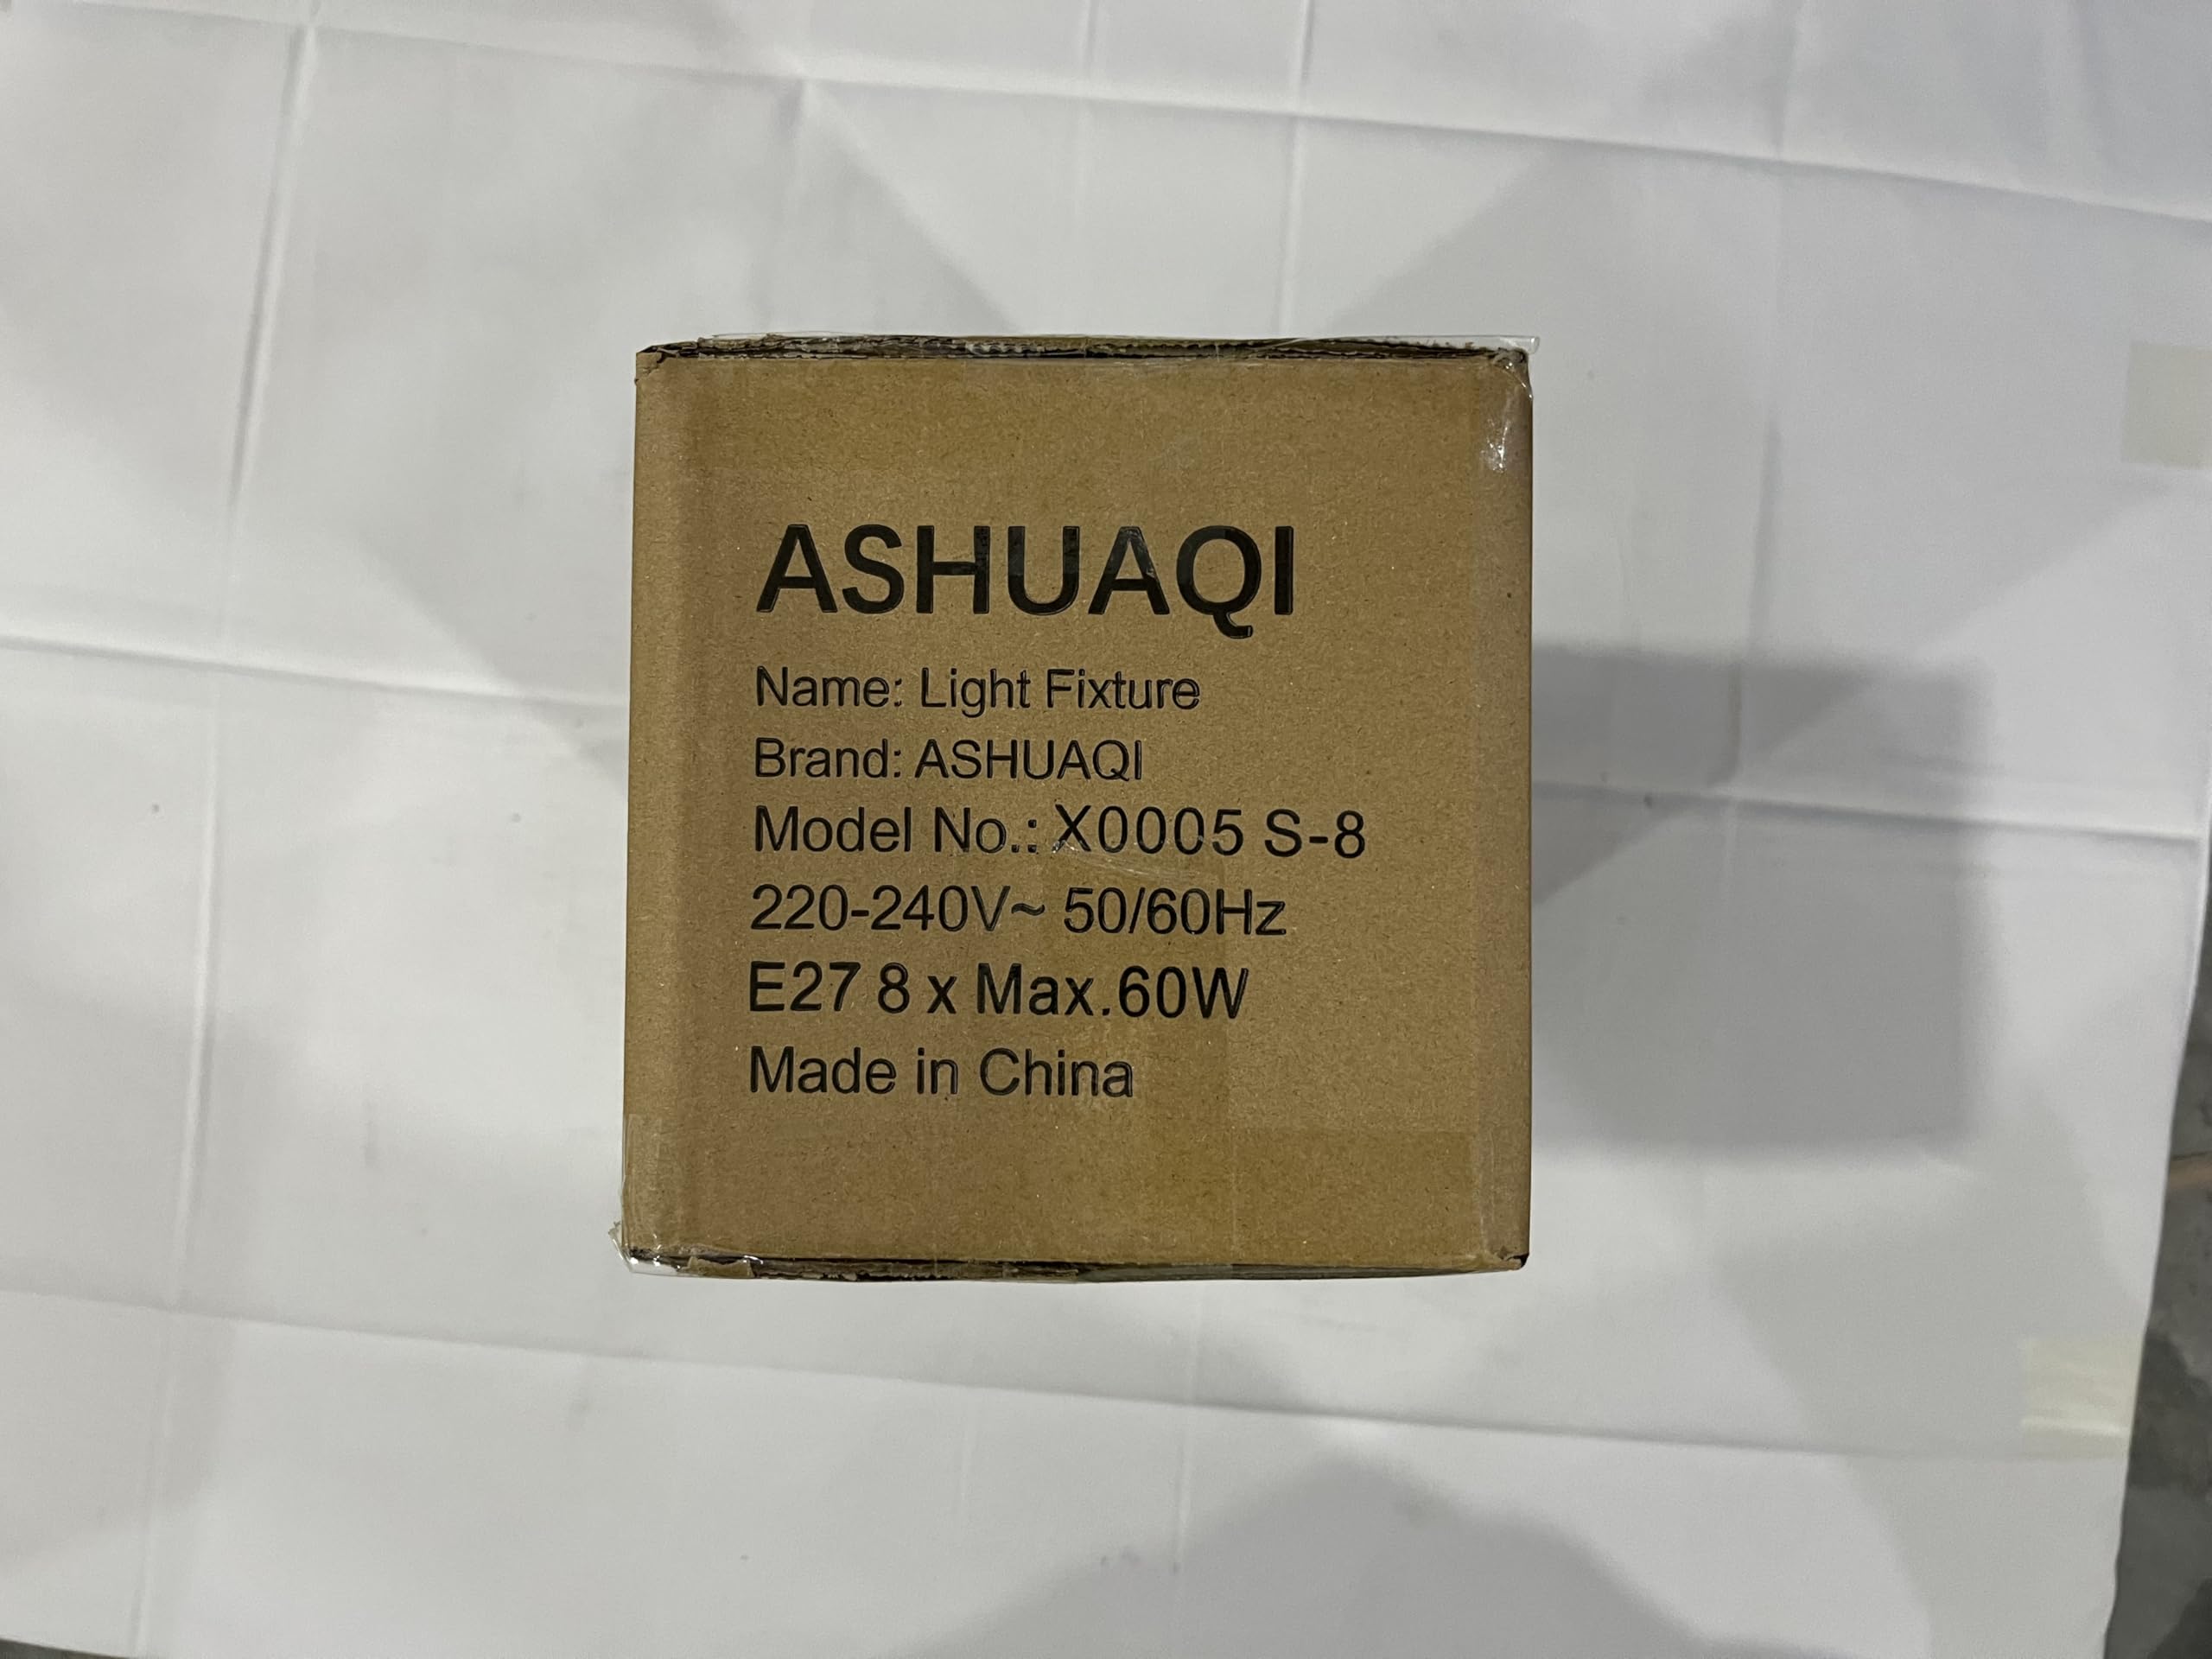 ASHUAQI
Name: Light Fixture
Brand: ASHUAQI
Model No.: X0005 S-8
220-240V~ 50/60Hz
E27 8 x Max.60W
Made in China